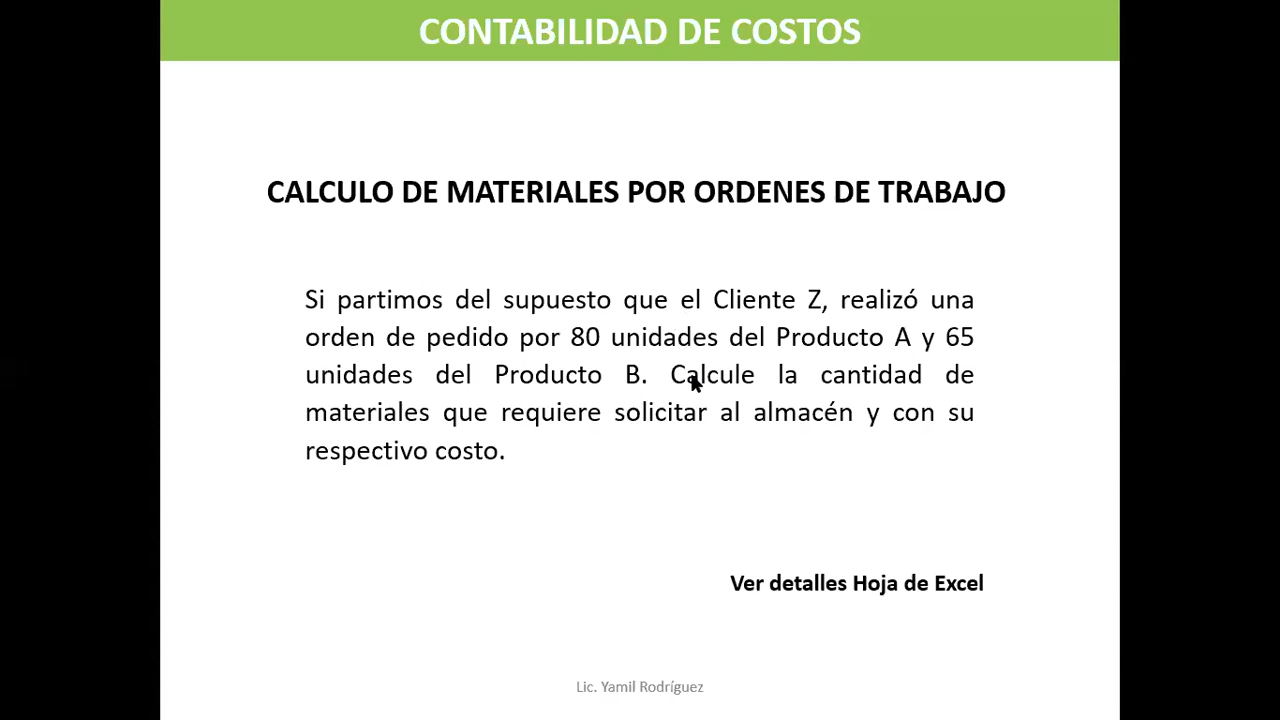 CONTABILIDAD DE COSTOS
CALCULO DE MATERIALES POR ORDENES DE TRABAJO
Si partimos del supuesto que el Cliente Z, realizó una
orden de pedido por 80 unidades del Producto A y 65
unidades del Producto B. Calcule la cantidad de
materiales que requiere solicitar al almacén y con su
respectivo costo.
Ver detalles Hoja de Excel
Lic. Yamil Rodríguez